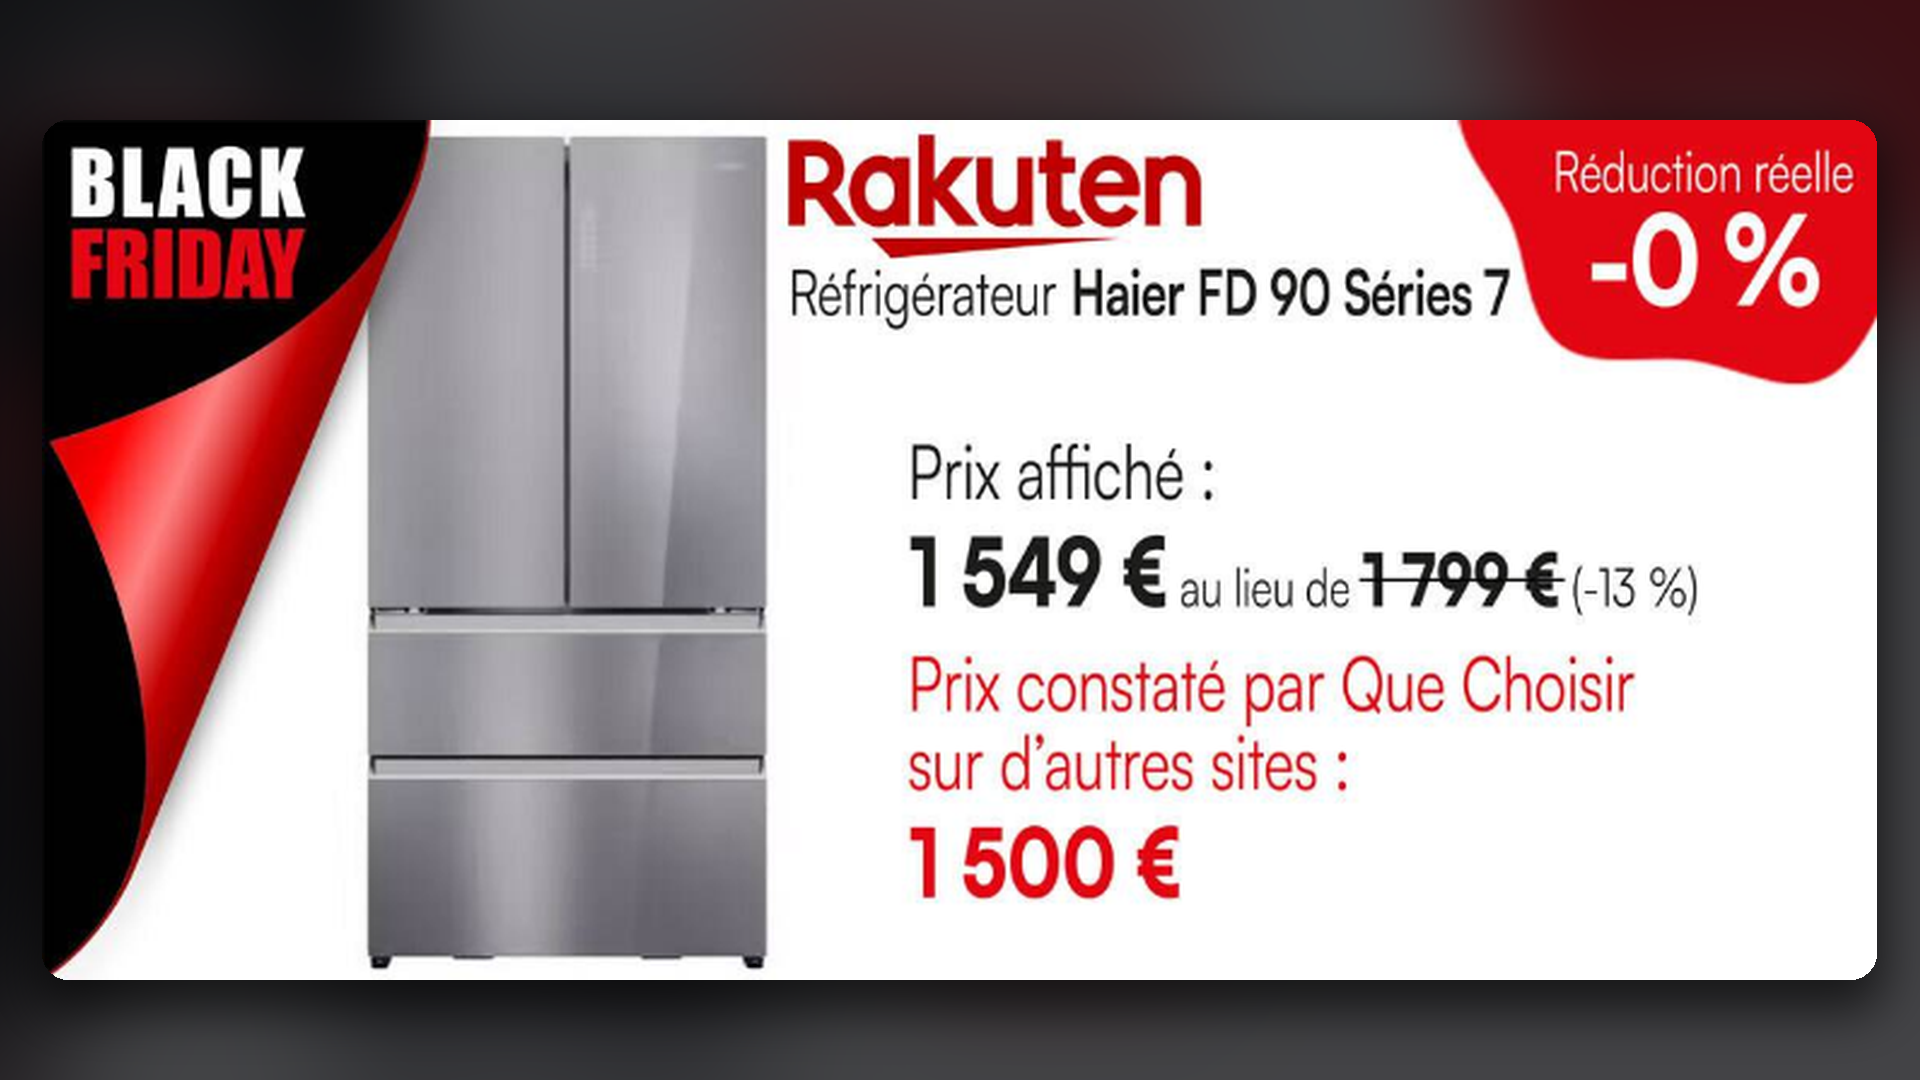 BLACK
FRIDAY
Rakuten
Réfrigérateur Haier FD 90 Séries 7
Réduction réelle
-0 %
Prix affiché :
1 549 € au lieu de 1 799 € (-13 %)
Prix constaté par Que Choisir
sur d’autres sites :
1 500 €